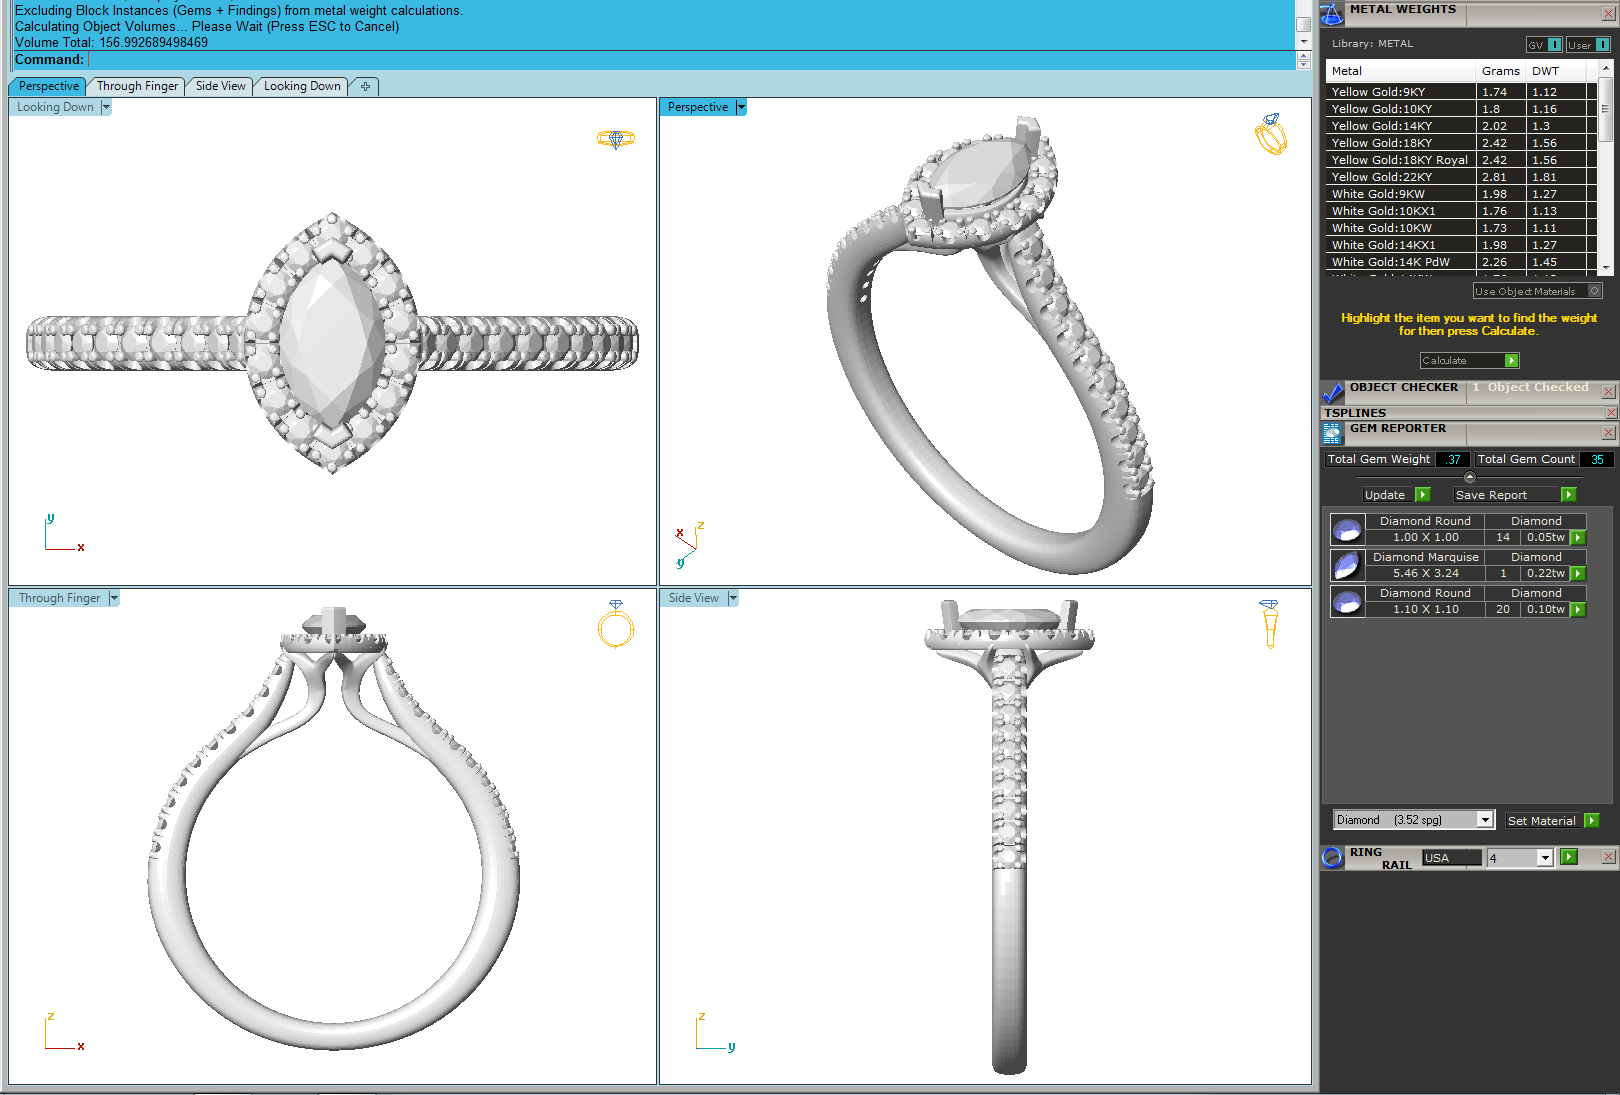 Excluding Block Instances (Gems + Findings) from metal weight calculations.
Calculating Object Volumes... Please Wait (Press ESC to Cancel)
Volume Total: 156.992689498469
Command:
Perspective Through Finger Side View Looking Down
Looking Down
Perspective
y
x
x
z
y
Through Finger
Side View
z
x
z
y
METAL WEIGHTS
Library: METAL GV User
Metal Grams DWT
Yellow Gold:9KY 1.74 1.12
Yellow Gold:10KY 1.8 1.16
Yellow Gold:14KY 2.02 1.3
Yellow Gold:18KY 2.42 1.56
Yellow Gold:18KY Royal 2.42 1.56
Yellow Gold:22KY 2.81 1.81
White Gold:9KW 1.98 1.27
White Gold:10KX1 1.76 1.13
White Gold:10KW 1.73 1.11
White Gold:14KX1 1.98 1.27
White Gold:14K PdW 2.26 1.45
Use Object Materials
Highlight the item you want to find the weight
for then press Calculate.
Calculate
OBJECT CHECKER 1 Object Checked
TSPLINES
GEM REPORTER
Total Gem Weight .37 Total Gem Count 35
Update Save Report
Diamond Round Diamond
1.00 X 1.00 14 0.05tw
Diamond Marquise Diamond
5.46 X 3.24 1 0.22tw
Diamond Round Diamond
1.10 X 1.10 20 0.10tw
Diamond (3.52 spg) Set Material
RING RAIL USA 4